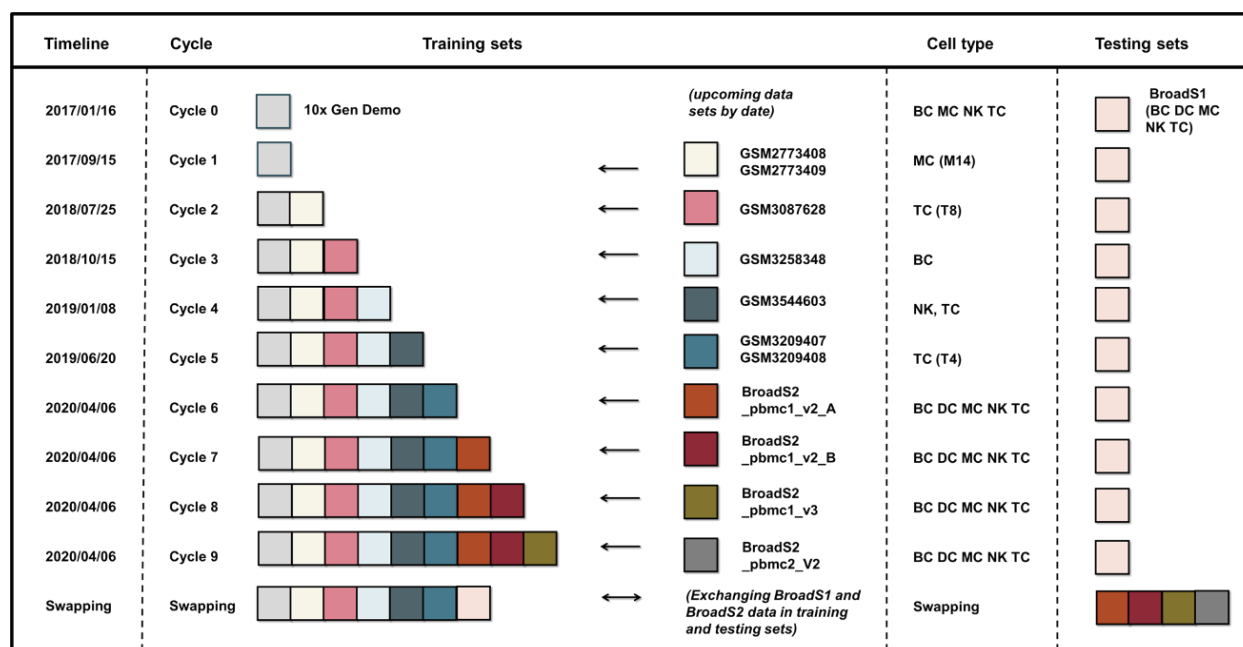 Timeline Cycle Training sets Cell type Testing sets
2017/01/16 Cycle 0 10x Gen Demo (upcoming data BC MC NK TC BroadS1
sets by date) (BC DC MC
NK TC)
2017/09/15 Cycle 1 GSM2773408 MC (M14)
GSM2773409
2018/07/25 Cycle 2 GSM3087628 TC (T8)
2018/10/15 Cycle 3 GSM3258348 BC
2019/01/08 Cycle 4 GSM3544603 NK, TC
2019/06/20 Cycle 5 GSM3209407 TC (T4)
GSM3209408
2020/04/06 Cycle 6 BroadS2 BC DC MC NK TC
_pbmc1_v2_A
2020/04/06 Cycle 7 BroadS2 BC DC MC NK TC
_pbmc1_v2_B
2020/04/06 Cycle 8 BroadS2 BC DC MC NK TC
_pbmc1_v3
2020/04/06 Cycle 9 BroadS2 BC DC MC NK TC
_pbmc2_V2
Swapping Swapping (Exchanging BroadS1 and Swapping
BroadS2 data in training
and testing sets)